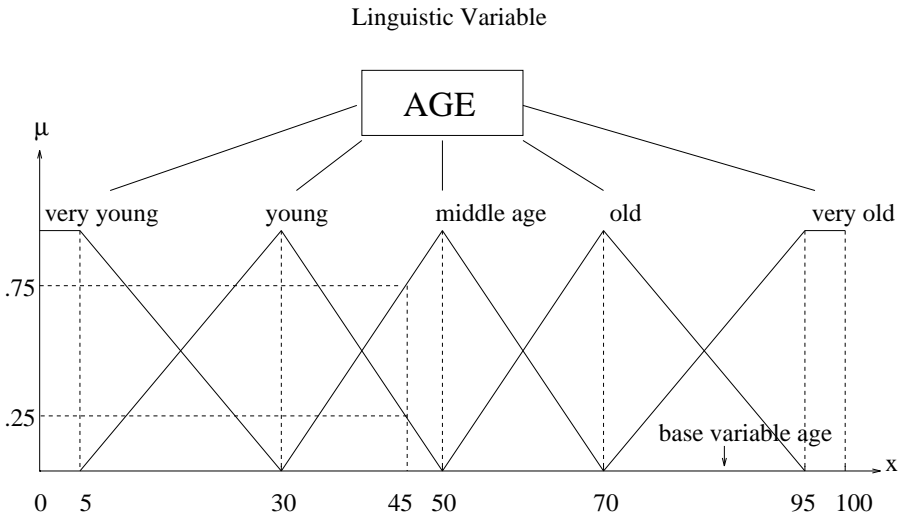 Linguistic Variable
AGE
μ
very young young middle age old very old
.75
.25
base variable age
x
0 5 30 45 50 70 95 100